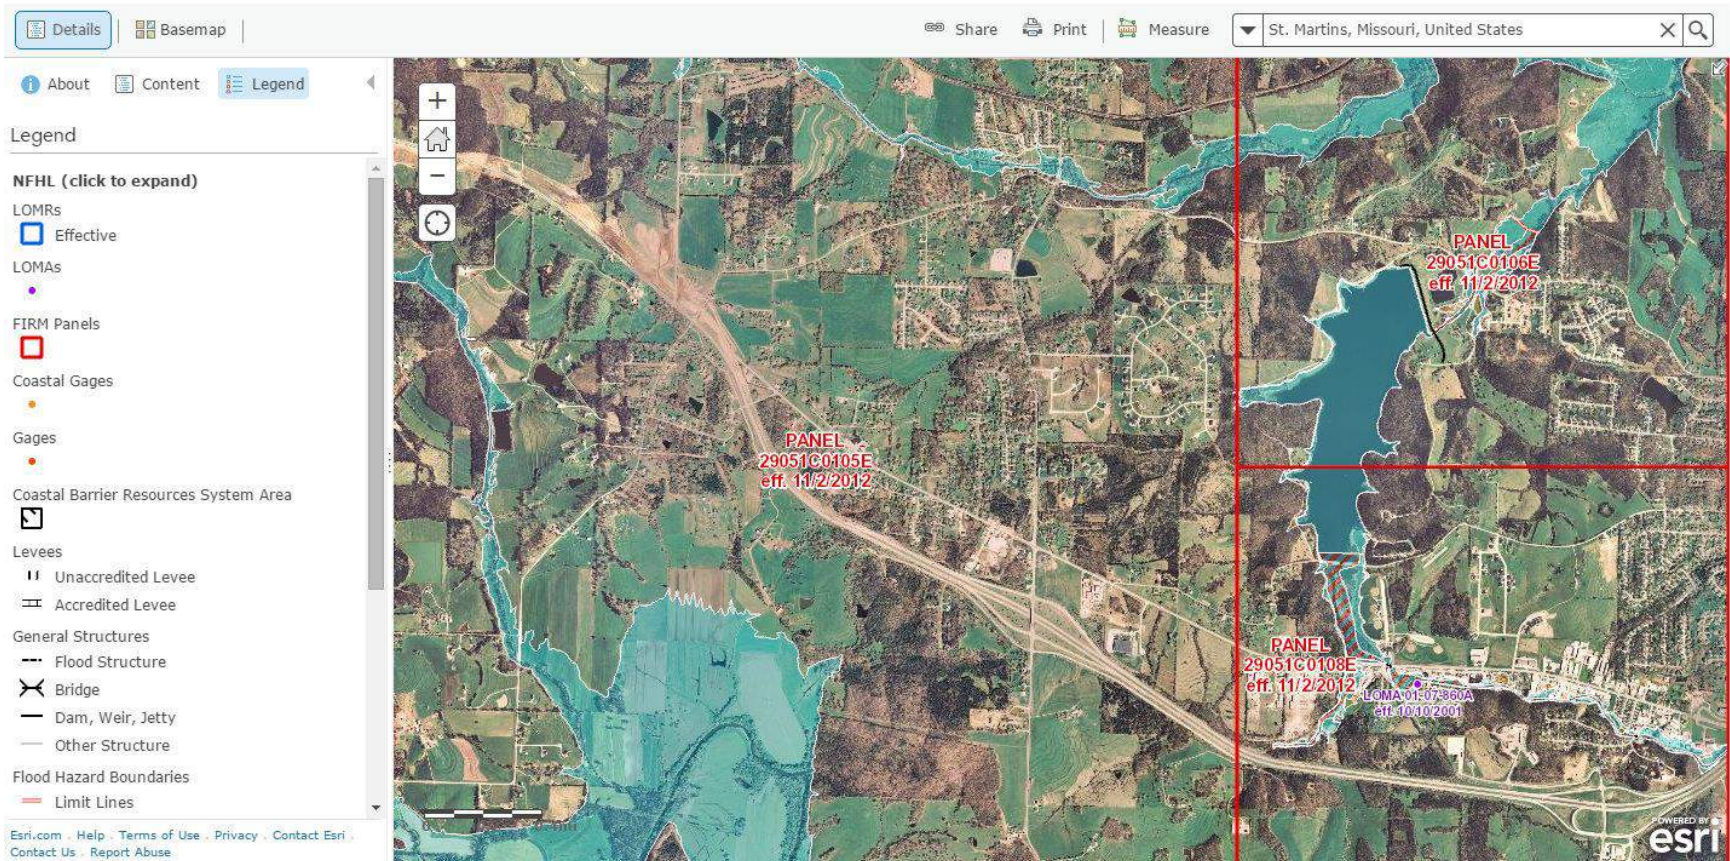 Details
Basemap
Share
Print
Measure
St. Martins, Missouri, United States
About
Content
Legend
Legend
NFHL (click to expand)
LOMRs
Effective
LOMAs
FIRM Panels
Coastal Gages
Gages
Coastal Barrier Resources System Area
Levees
Unaccredited Levee
Accredited Levee
General Structures
Flood Structure
Bridge
Dam, Weir, Jetty
Other Structure
Flood Hazard Boundaries
Limit Lines
Esri.com . Help . Terms of Use . Privacy . Contact Esri .
Contact Us . Report Abuse
PANEL
29051C0106E
eff. 11/2/2012
PANEL
29051C0105E
eff. 11/2/2012
PANEL
29051C0108E
eff. 11/2/2012
LOMA 01-07-860A
eff. 10/10/2001
POWERED BY
esri